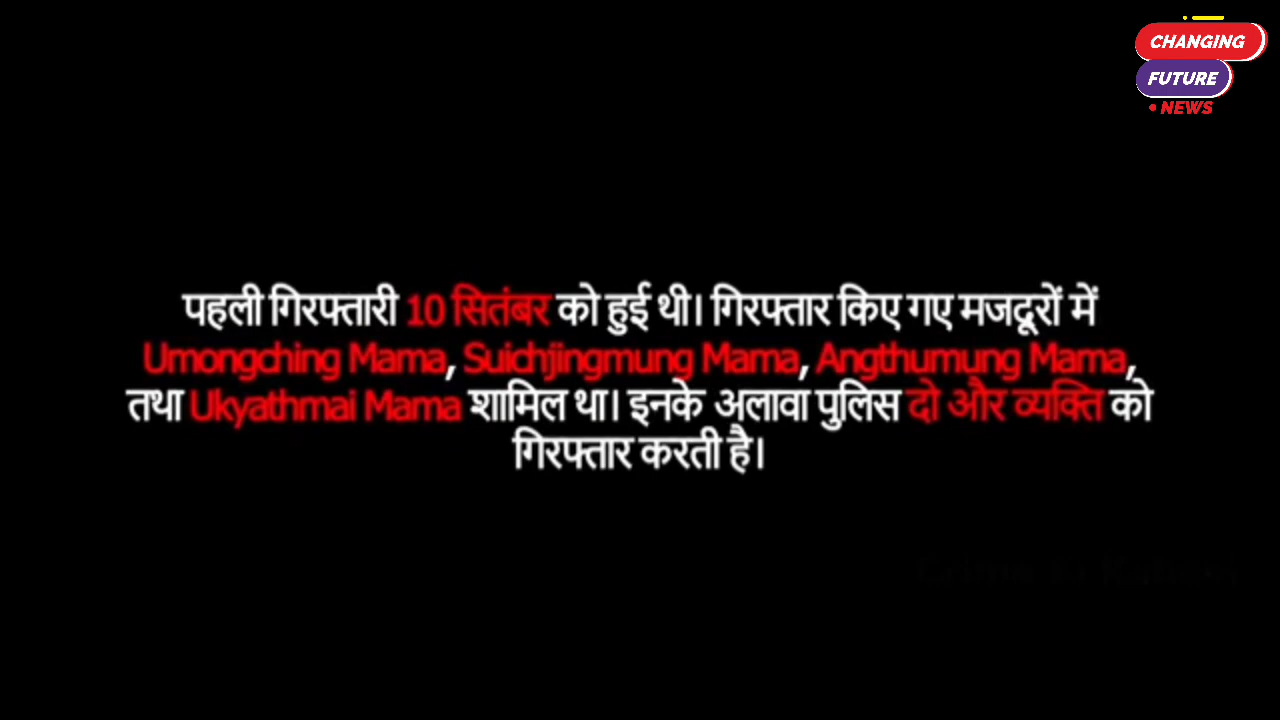 CHANGING
FUTURE
• NEWS
पहली गिरफ्तारी 10 सितंबर को हुई थी। गिरफ्तार किए गए मजदूरों में
Umongching Mama, Suichjingmung Mama, Angthumung Mama,
तथा Ukyathmai Mama शामिल था। इनके अलावा पुलिस दो और व्यक्ति को
गिरफ्तार करती है।